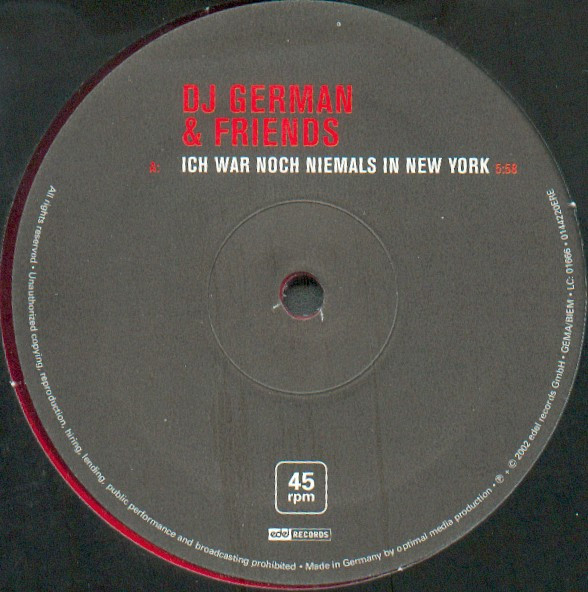 DJ GERMAN
& FRIENDS
A: ICH WAR NOCH NIEMALS IN NEW YORK 5:58
45
rpm
edel RECORDS
All rights reserved • Unauthorized copying, reproduction, hiring, lending, public performance and broadcasting prohibited • Made in Germany by optimal media production • ℗ + © 2002 edel records GmbH • GEMA/BIEM • LC: 01666 • 0144220ERE